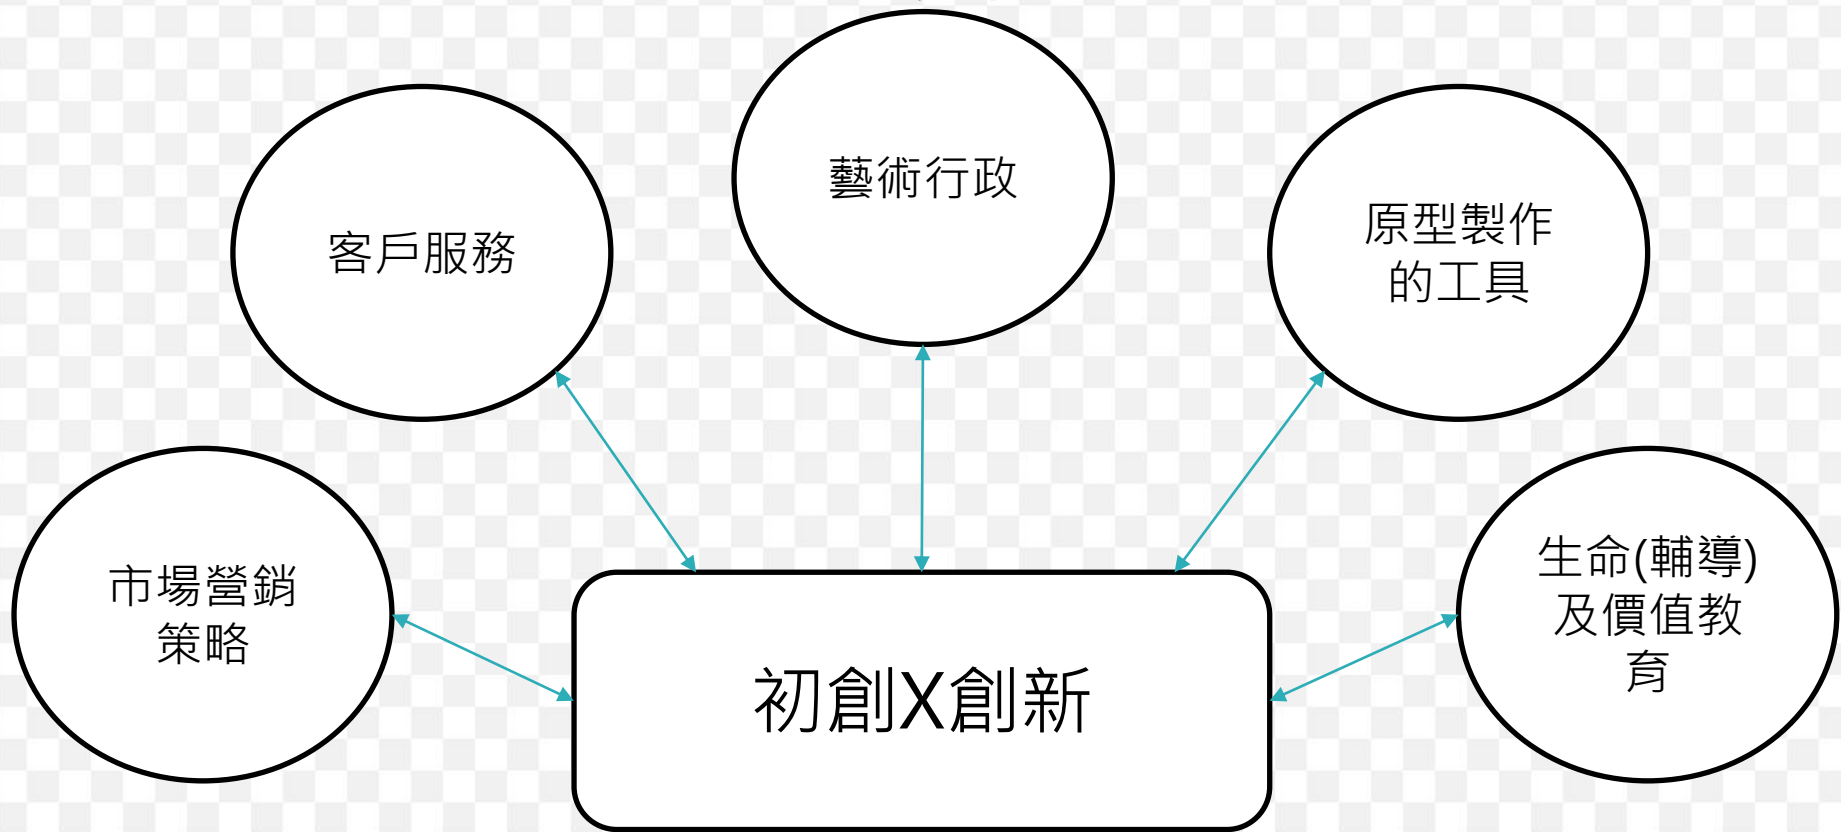 藝術行政
客戶服務
原型製作
的工具
市場營銷
策略
生命(輔導)
及價值教
育
初創X創新